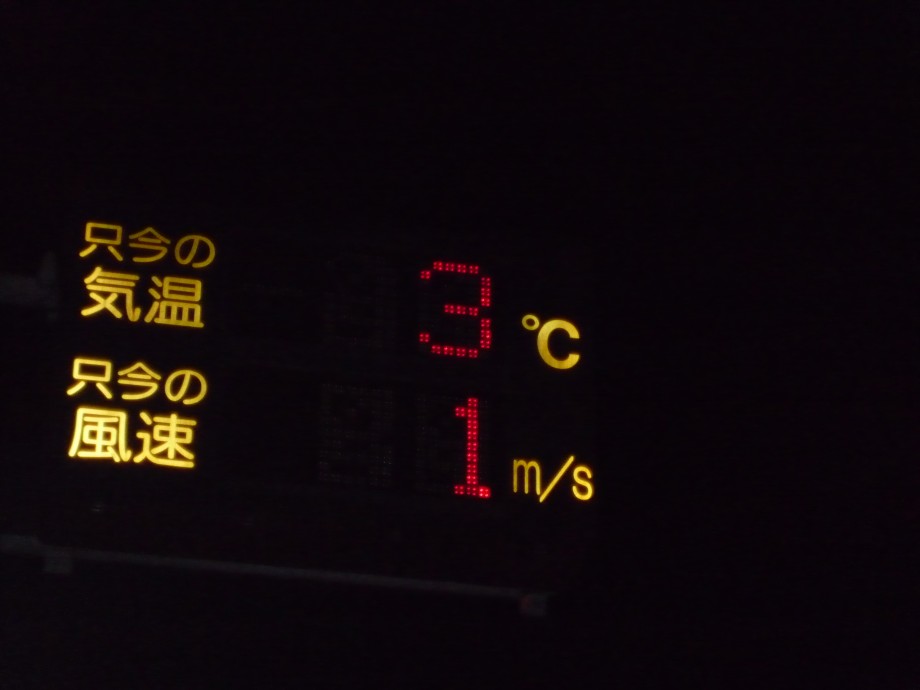 只今の
気温 3 ℃
只今の
風速 1 m/s